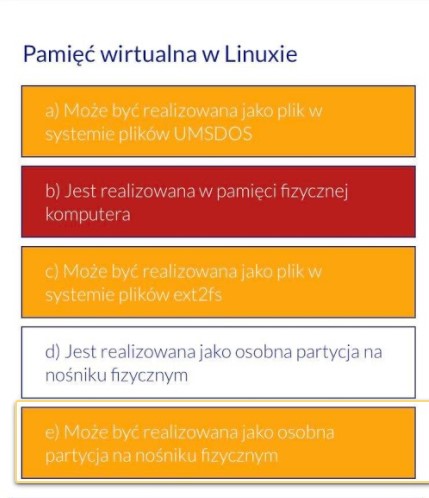 Pamięć wirtualna w Linuxie
a) Może być realizowana jako plik w
systemie plików UMSDOS
b) Jest realizowana w pamięci fizycznej
komputera
c) Może być realizowana jako plik w
systemie plików ext2fs
d) Jest realizowana jako osobna partycja na
nośniku fizycznym
e) Może być realizowana jako osobna
partycja na nośniku fizycznym